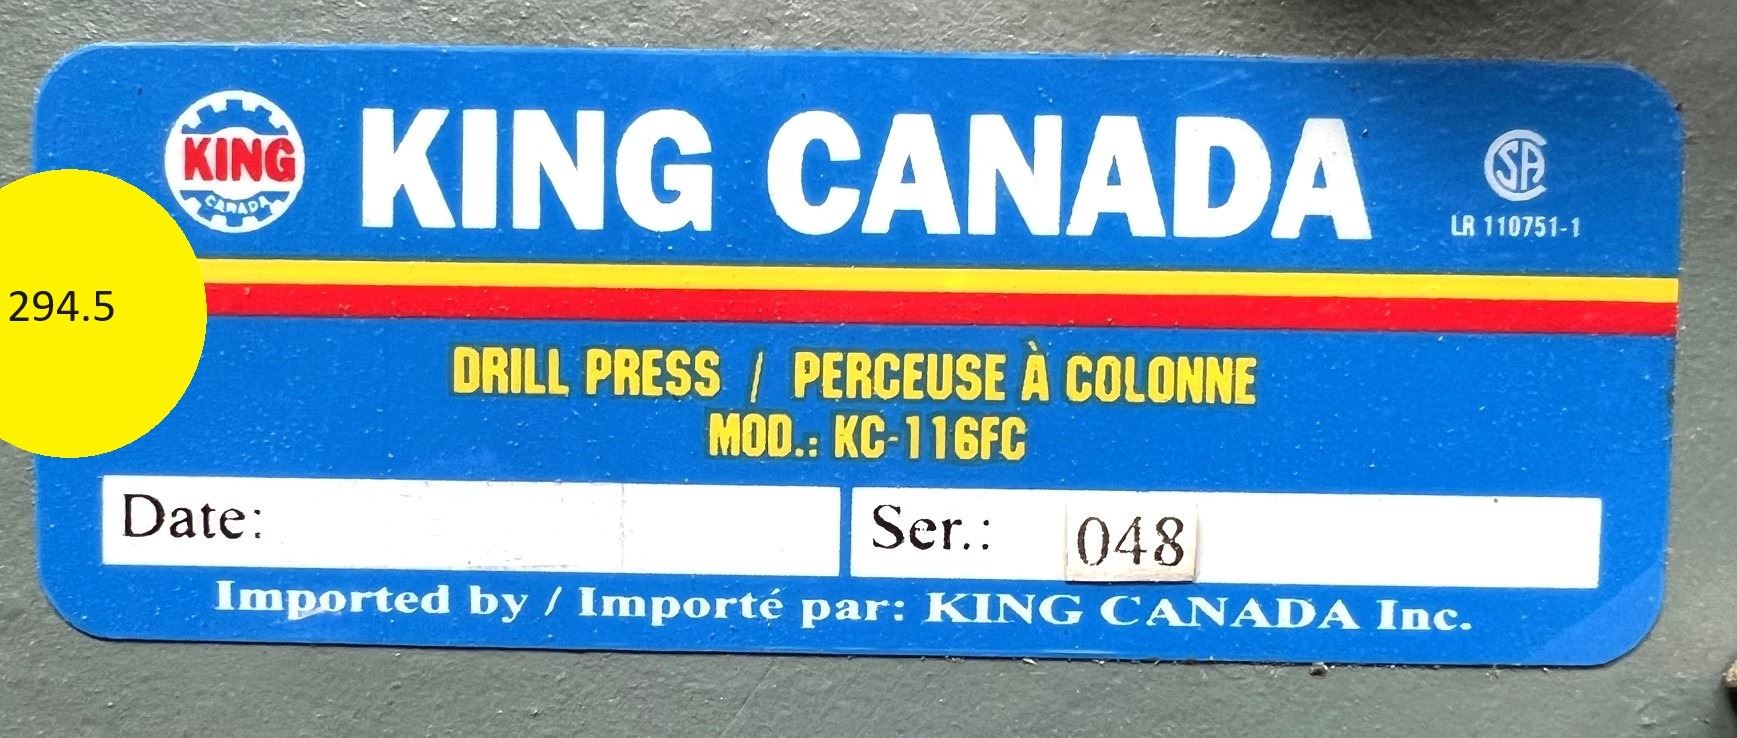 KING
CANADA
KING CANADA
CSA
LR 110751-1
294.5
DRILL PRESS / PERCEUSE À COLONNE
MOD.: KC-116FC
Date:
Ser.: 048
Imported by / Importé par: KING CANADA Inc.